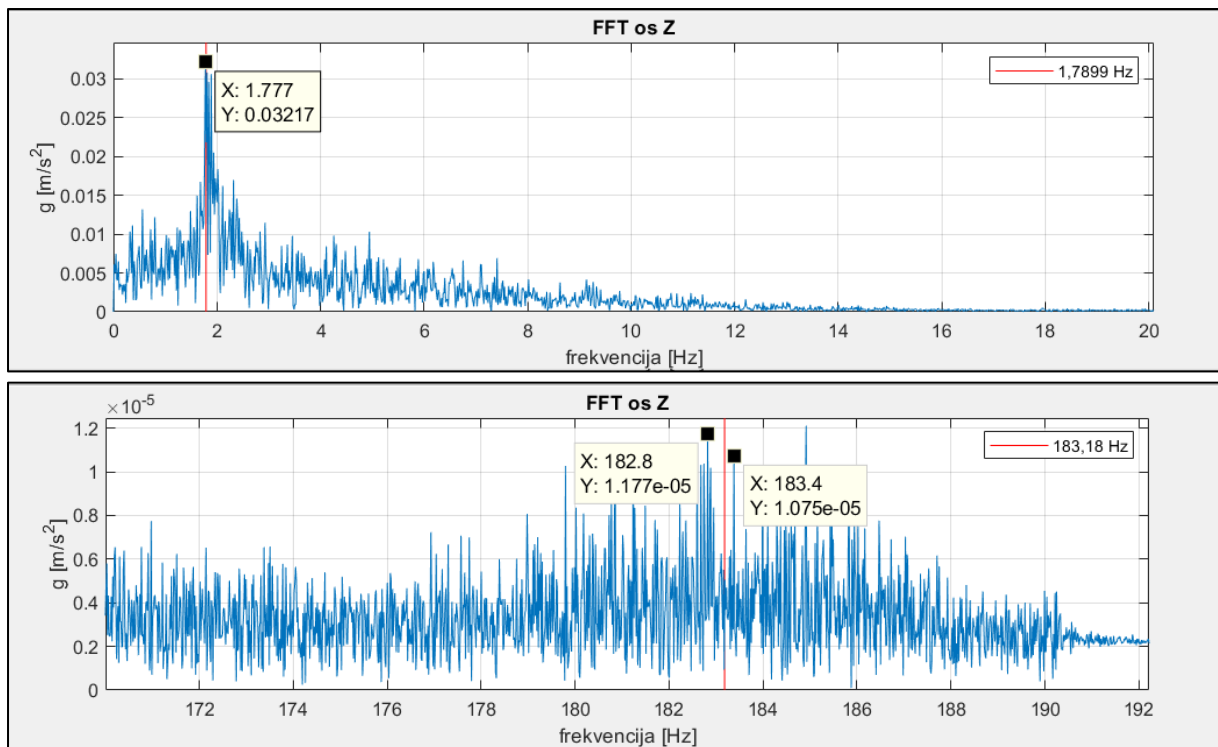 FFT os Z
1,7899 Hz
X: 1.777
Y: 0.03217
g [m/s²]
0.03
0.025
0.02
0.015
0.01
0.005
0
0 2 4 6 8 10 12 14 16 18 20
frekvencija [Hz]
FFT os Z
×10⁻⁵
183,18 Hz
X: 182.8
Y: 1.177e-05
X: 183.4
Y: 1.075e-05
g [m/s²]
1.2
1
0.8
0.6
0.4
0.2
0
172 174 176 178 180 182 184 186 188 190 192
frekvencija [Hz]